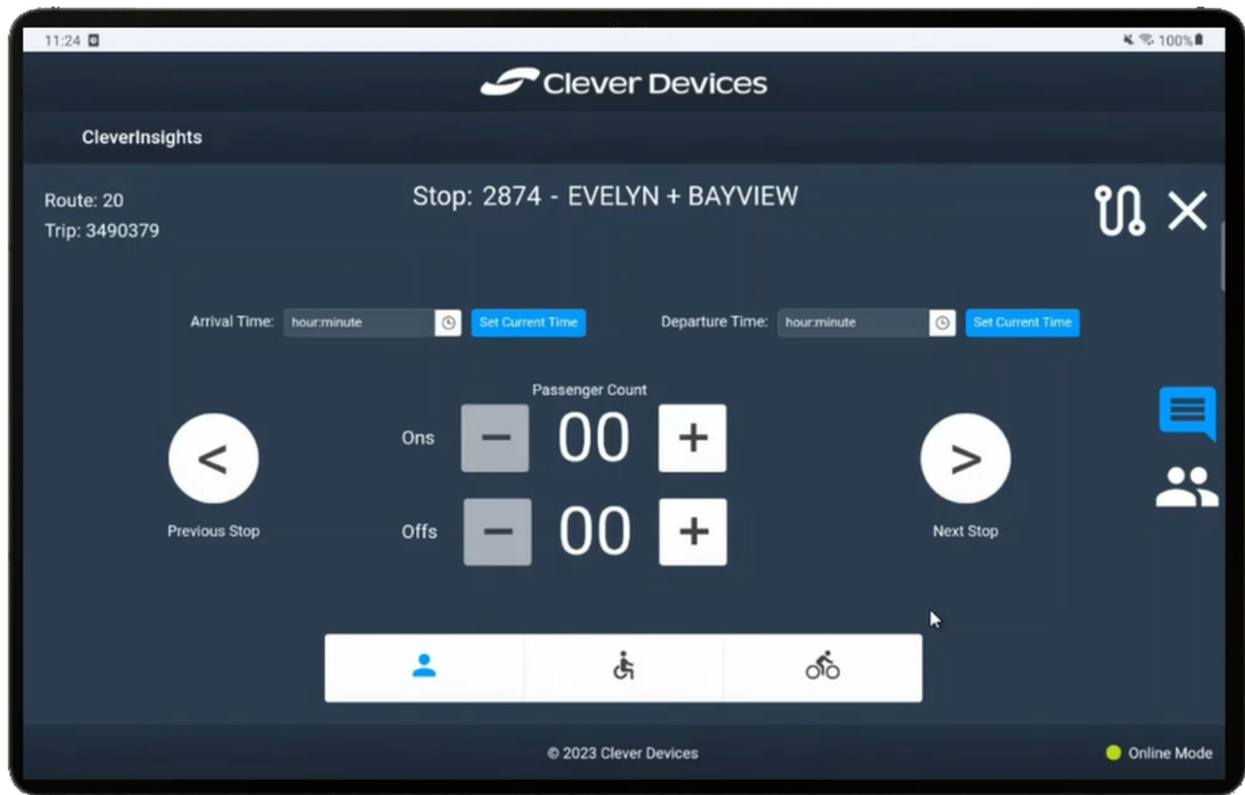 11:24 100%
Clever Devices
CleverInsights
Route: 20
Stop: 2874 - EVELYN + BAYVIEW
Trip: 3490379
Arrival Time: hour:minute Set Current Time Departure Time: hour:minute Set Current Time
Passenger Count
Ons − 00 +
<
>
Offs − 00 +
Previous Stop
Next Stop
© 2023 Clever Devices
Online Mode